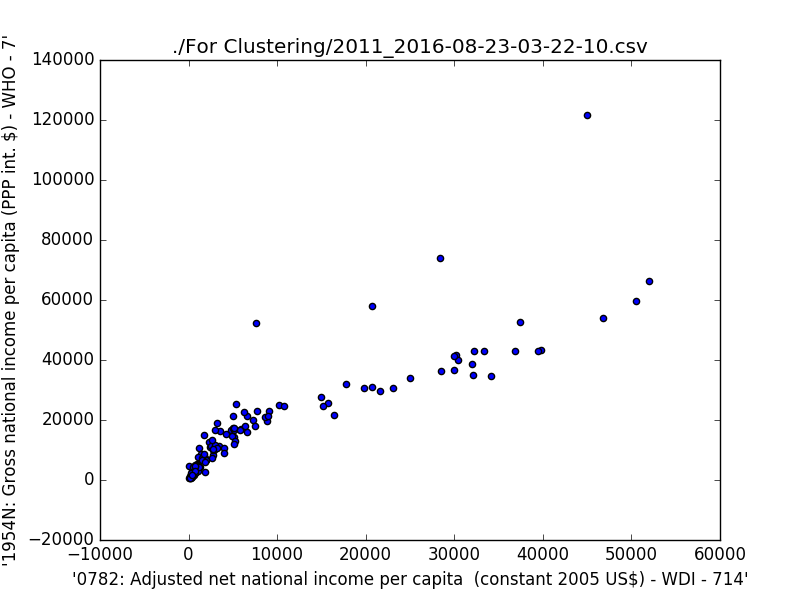 ./For Clustering/2011_2016-08-23-03-22-10.csv
'1954N: Gross national income per capita (PPP int. $) - WHO - 7'
140000
120000
100000
80000
60000
40000
20000
0
−20000
−10000 0 10000 20000 30000 40000 50000 60000
'0782: Adjusted net national income per capita  (constant 2005 US$) - WDI - 714'